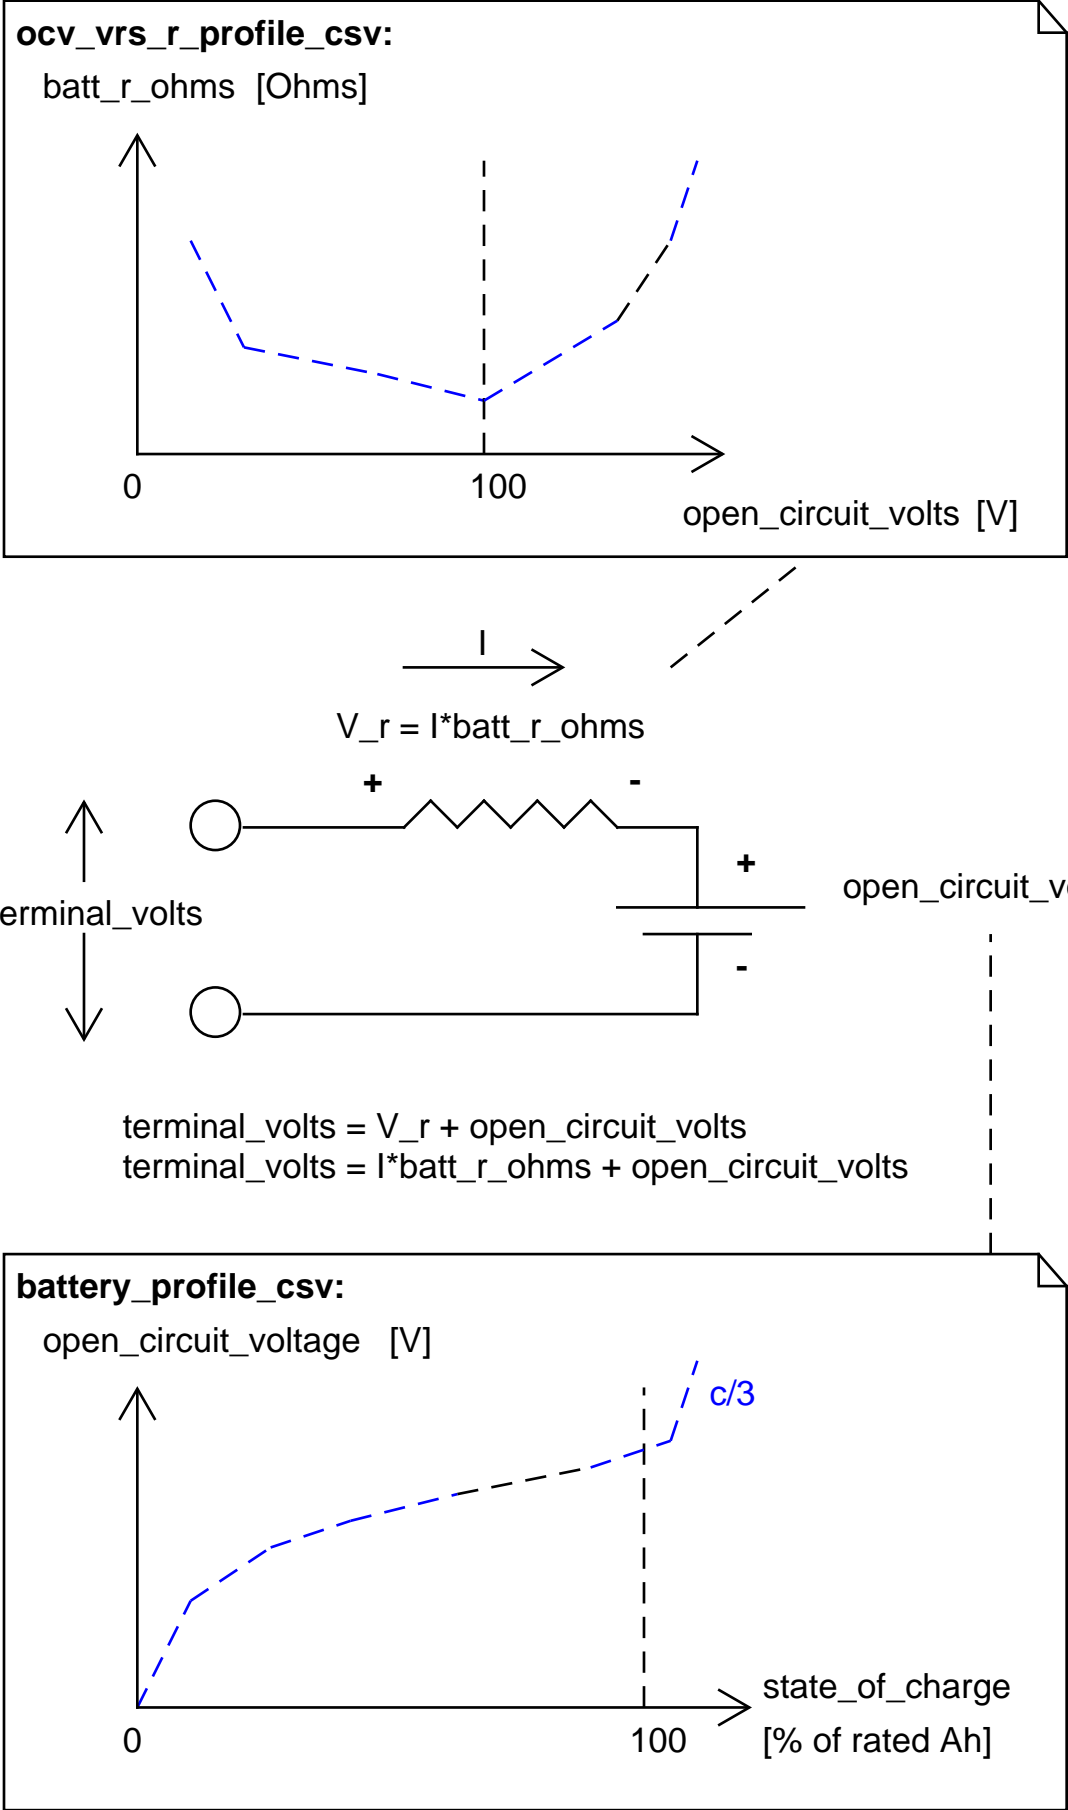 ocv_vrs_r_profile_csv:
batt_r_ohms [Ohms]
0
100
open_circuit_volts [V]
I
V_r = I*batt_r_ohms
+
-
+
open_circuit_vo
erminal_volts
-
terminal_volts = V_r + open_circuit_volts
terminal_volts = I*batt_r_ohms + open_circuit_volts
battery_profile_csv:
open_circuit_voltage [V]
c/3
state_of_charge
0
100
[% of rated Ah]